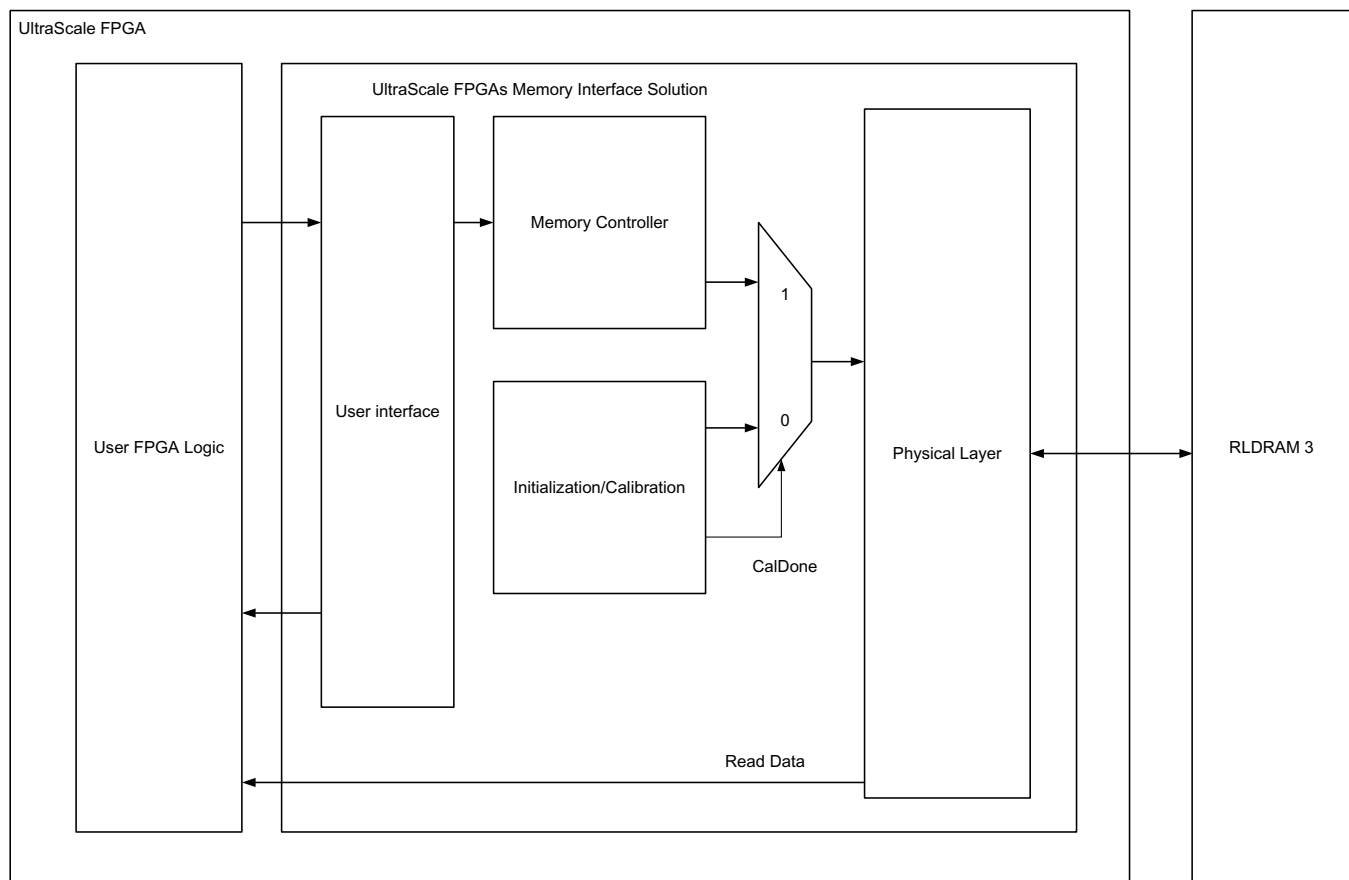 UltraScale FPGA
UltraScale FPGAs Memory Interface Solution
Memory Controller
1
User interface
0
User FPGA Logic
Physical Layer
RLDRAM 3
Initialization/Calibration
CalDone
Read Data